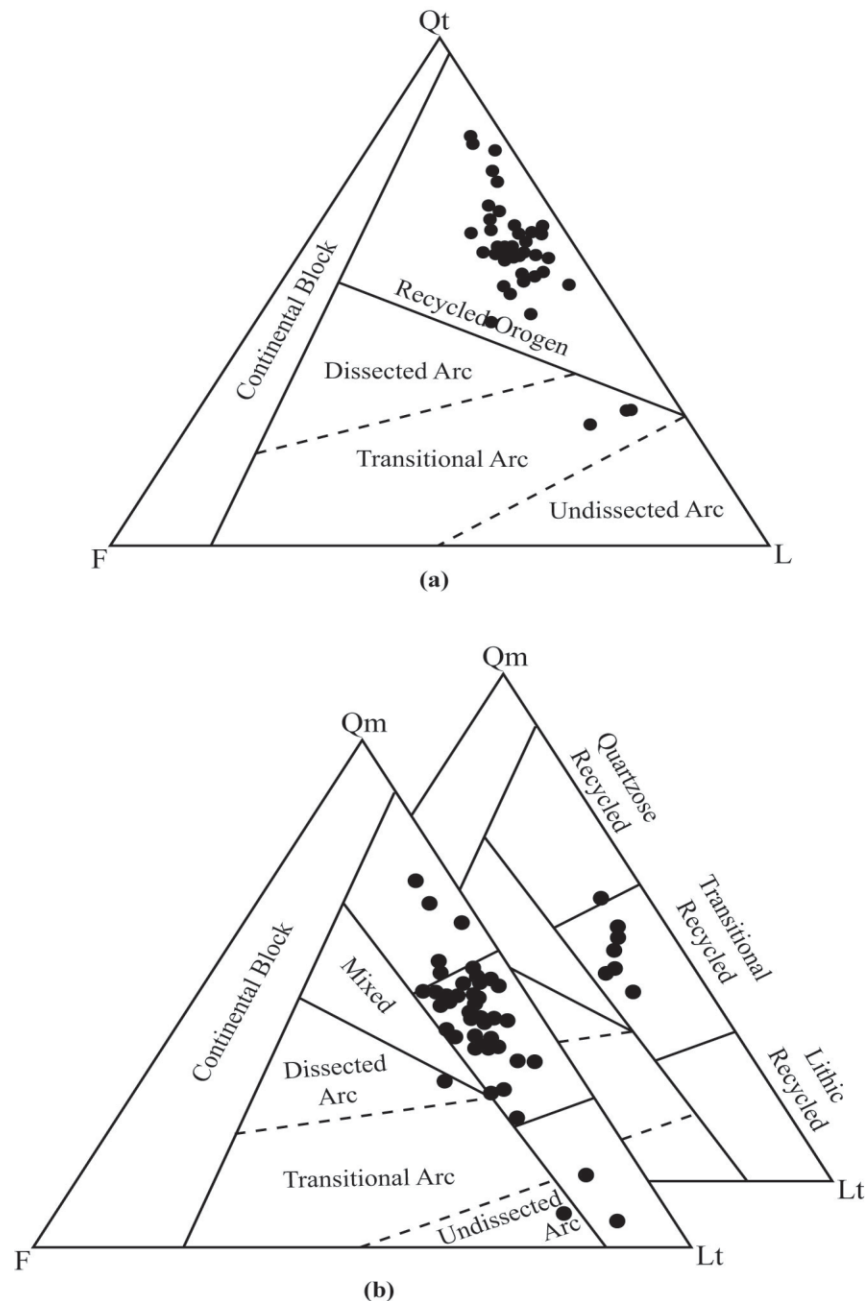 Qt
Continental Block
Recycled Orogen
Dissected Arc
Transitional Arc
Undissected Arc
F
L
(a)
Qm
Qm
Quartzose
Recycled
Transitional
Recycled
Lithic
Recycled
Continental Block
Mixed
Dissected
Arc
Transitional Arc
Undissected
Arc
Lt
F
Lt
(b)